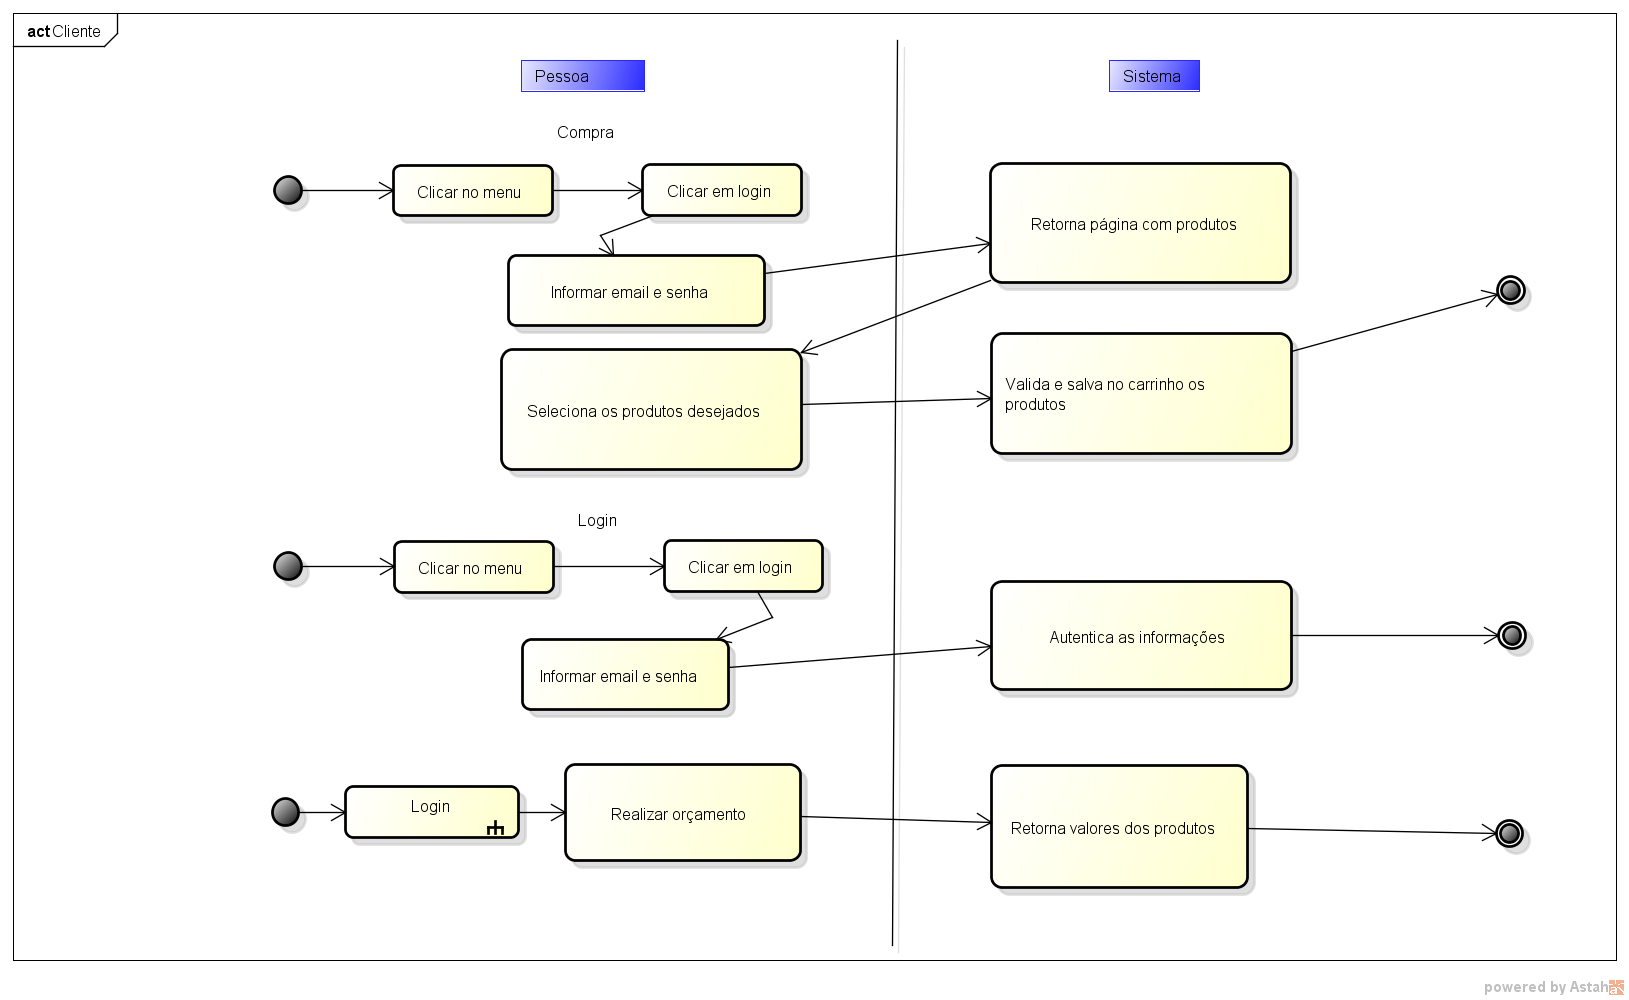 act Cliente
Pessoa
Sistema
Compra
Clicar no menu
Clicar em login
Retorna página com produtos
Informar email e senha
Seleciona os produtos desejados
Valida e salva no carrinho os
produtos
Login
Clicar no menu
Clicar em login
Autentica as informações
Informar email e senha
Login
Realizar orçamento
Retorna valores dos produtos
powered by Astah